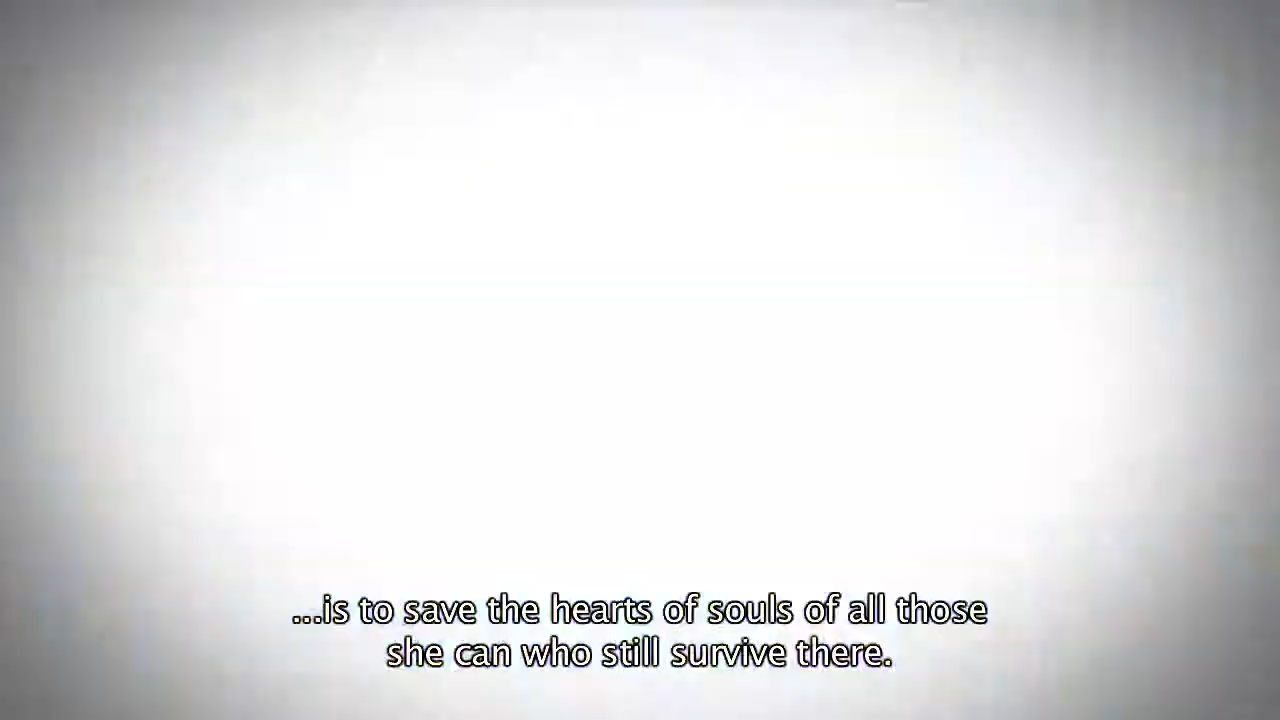 ...is to save the hearts of souls of all those
she can who still survive there.